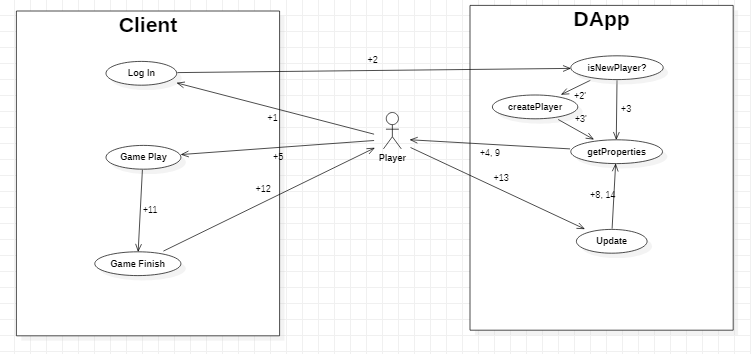 Client
DApp
Log In
+2
isNewPlayer?
+2'
createPlayer
+3
+3'
+1
Game Play
+5
Player
+4, 9
getProperties
+12
+13
+8, 14
+11
Update
Game Finish